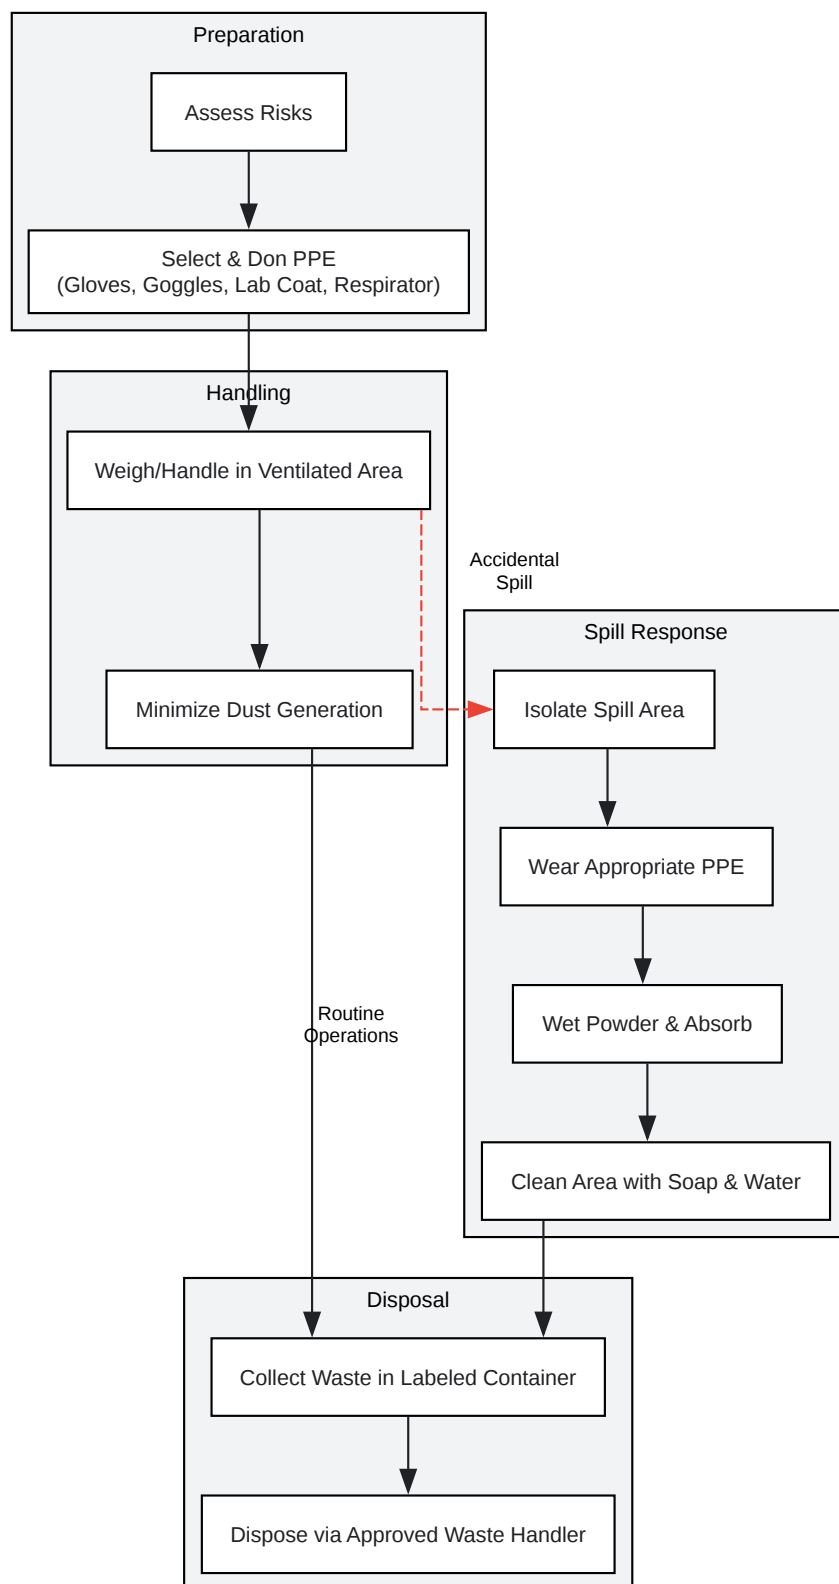 Preparation
Assess Risks
Select & Don PPE
(Gloves, Goggles, Lab Coat, Respirator)
Handling
Weigh/Handle in Ventilated Area
Minimize Dust Generation
Accidental
Spill
Spill Response
Isolate Spill Area
Wear Appropriate PPE
Wet Powder & Absorb
Clean Area with Soap & Water
Routine
Operations
Disposal
Collect Waste in Labeled Container
Dispose via Approved Waste Handler